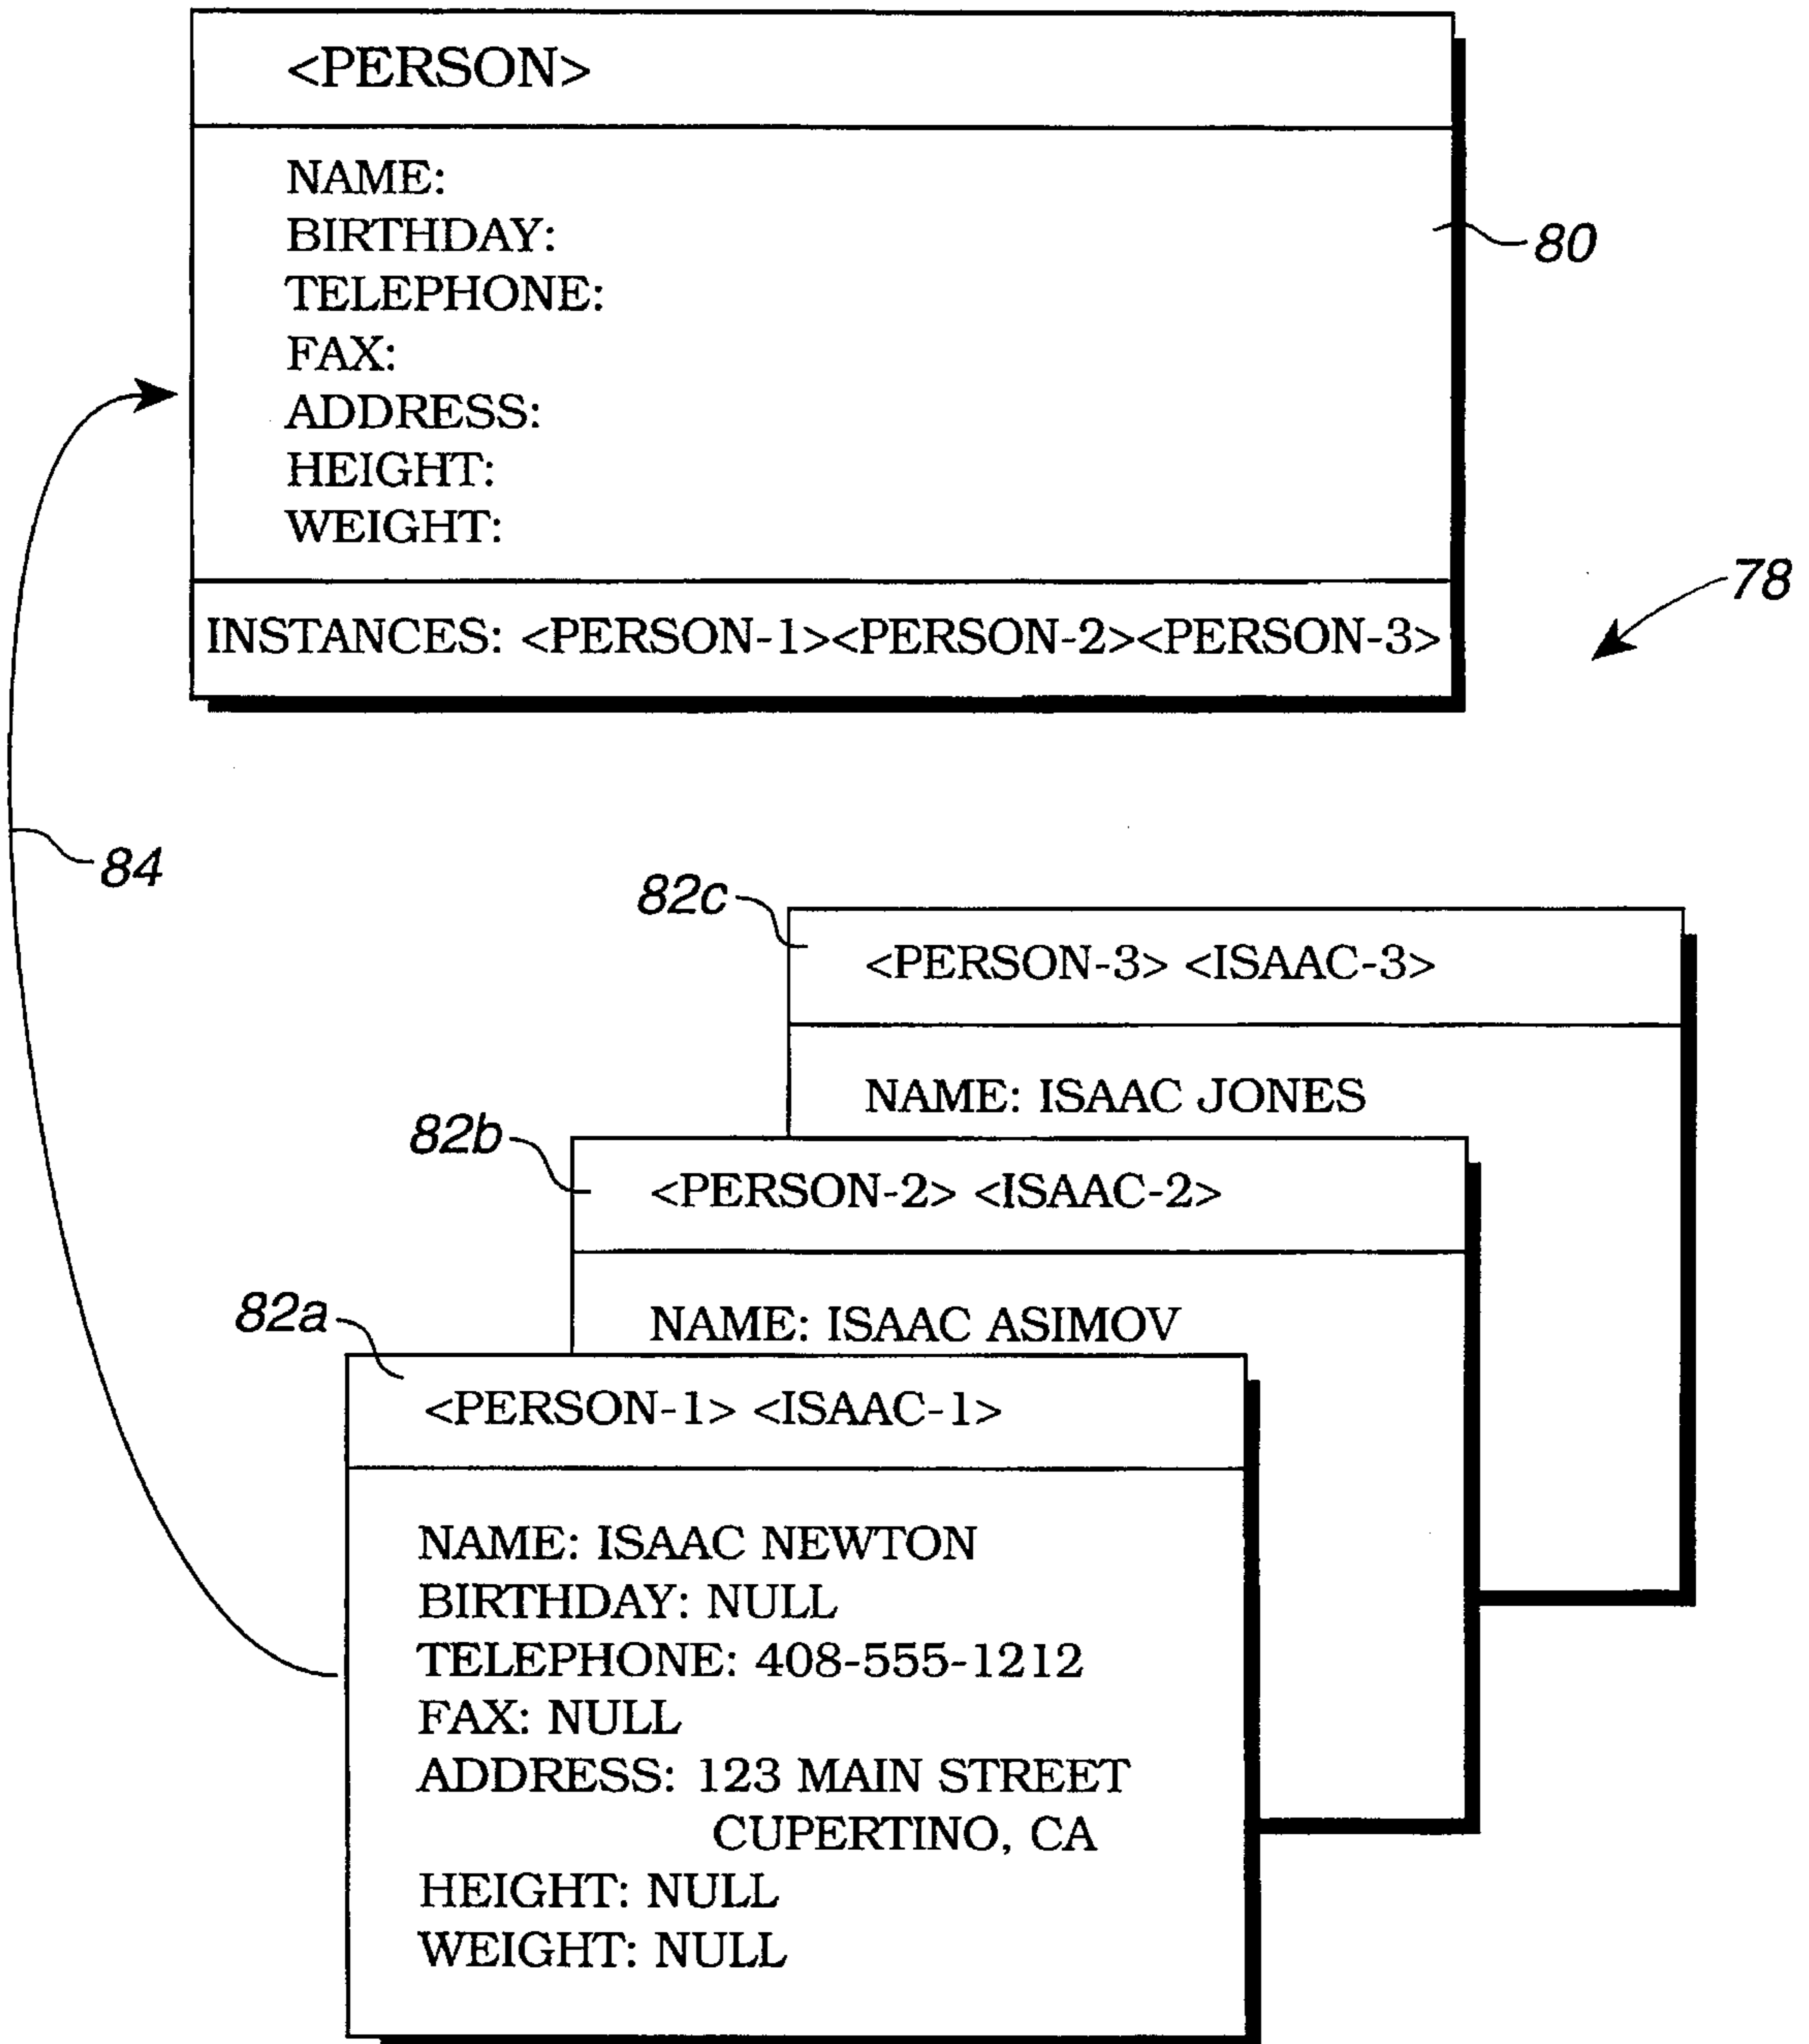 <PERSON>
NAME:
BIRTHDAY:
TELEPHONE:
FAX:
ADDRESS:
HEIGHT:
WEIGHT:
80
INSTANCES: <PERSON-1><PERSON-2><PERSON-3>
78
84
82c
<PERSON-3> <ISAAC-3>
NAME: ISAAC JONES
82b
<PERSON-2> <ISAAC-2>
NAME: ISAAC ASIMOV
82a
<PERSON-1> <ISAAC-1>
NAME: ISAAC NEWTON
BIRTHDAY: NULL
TELEPHONE: 408-555-1212
FAX: NULL
ADDRESS: 123 MAIN STREET
CUPERTINO, CA
HEIGHT: NULL
WEIGHT: NULL